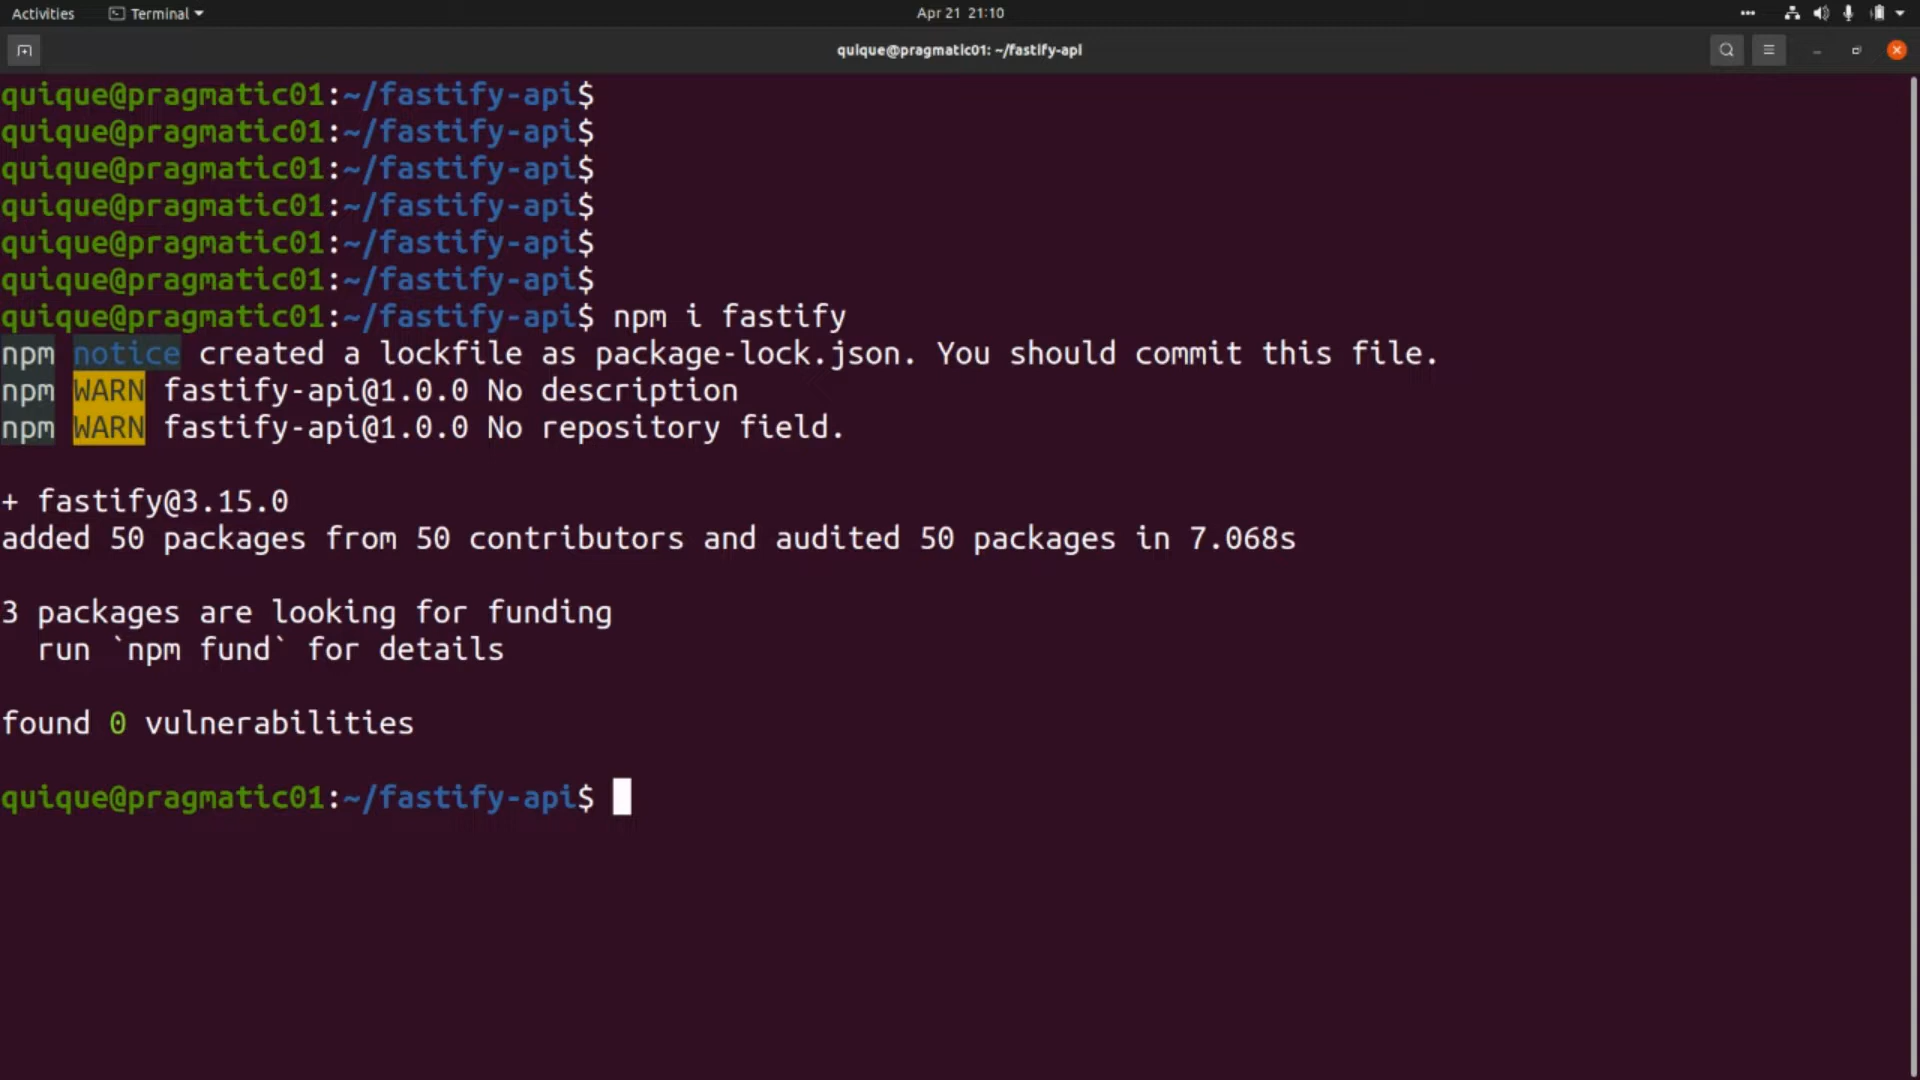 Activities Terminal Apr 21 21:10
quique@pragmatic01: ~/fastify-api
quique@pragmatic01:~/fastify-api$
quique@pragmatic01:~/fastify-api$
quique@pragmatic01:~/fastify-api$
quique@pragmatic01:~/fastify-api$
quique@pragmatic01:~/fastify-api$
quique@pragmatic01:~/fastify-api$
quique@pragmatic01:~/fastify-api$ npm i fastify
npm notice created a lockfile as package-lock.json. You should commit this file.
npm WARN fastify-api@1.0.0 No description
npm WARN fastify-api@1.0.0 No repository field.
+ fastify@3.15.0
added 50 packages from 50 contributors and audited 50 packages in 7.068s
3 packages are looking for funding
run `npm fund` for details
found 0 vulnerabilities
quique@pragmatic01:~/fastify-api$